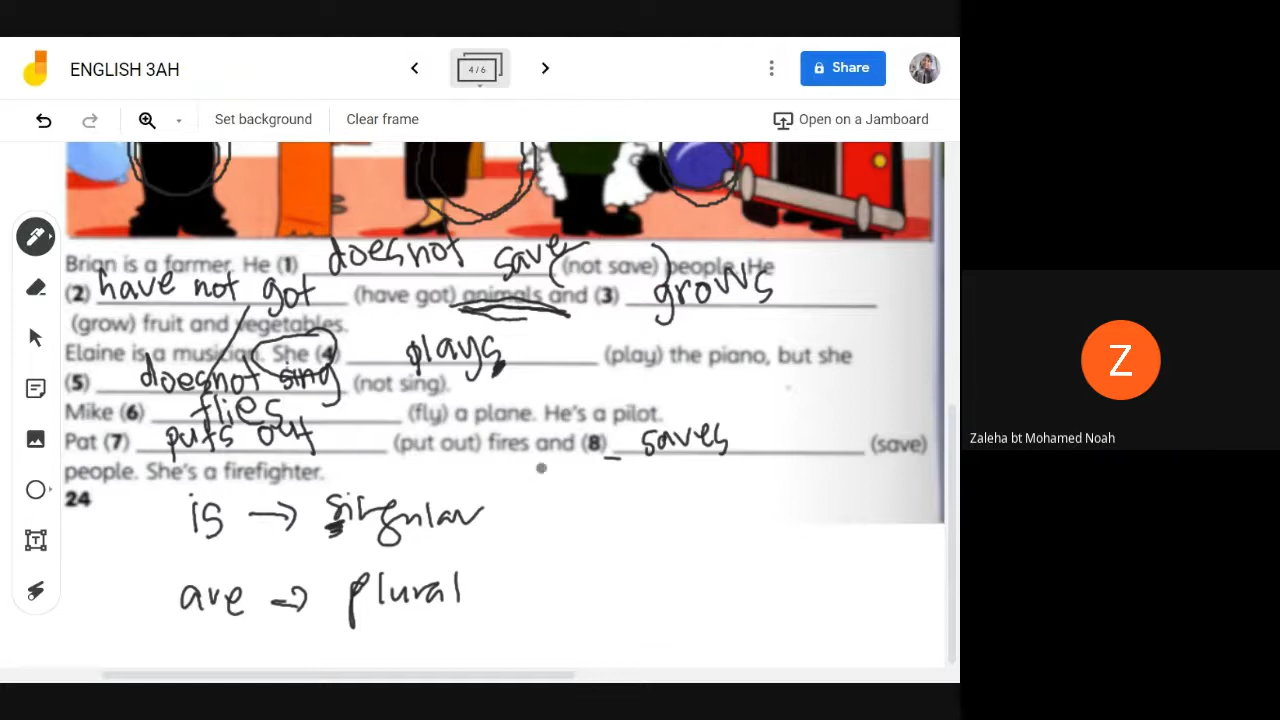 ENGLISH 3AH
4/6
Share
Set background
Clear frame
Open on a Jamboard
Brian is a farmer. He (1) does not save (not save) people. He
(2) have not got (have got) animals and (3) grows
(grow) fruit and vegetables.
Elaine is a musician. She (4) plays (play) the piano, but she
(5) does not sing (not sing).
Mike (6) flies (fly) a plane. He's a pilot.
Pat (7) puts out (put out) fires and (8) saves (save)
people. She's a firefighter.
24
is → singular
are → plural
Z
Zaleha bt Mohamed Noah